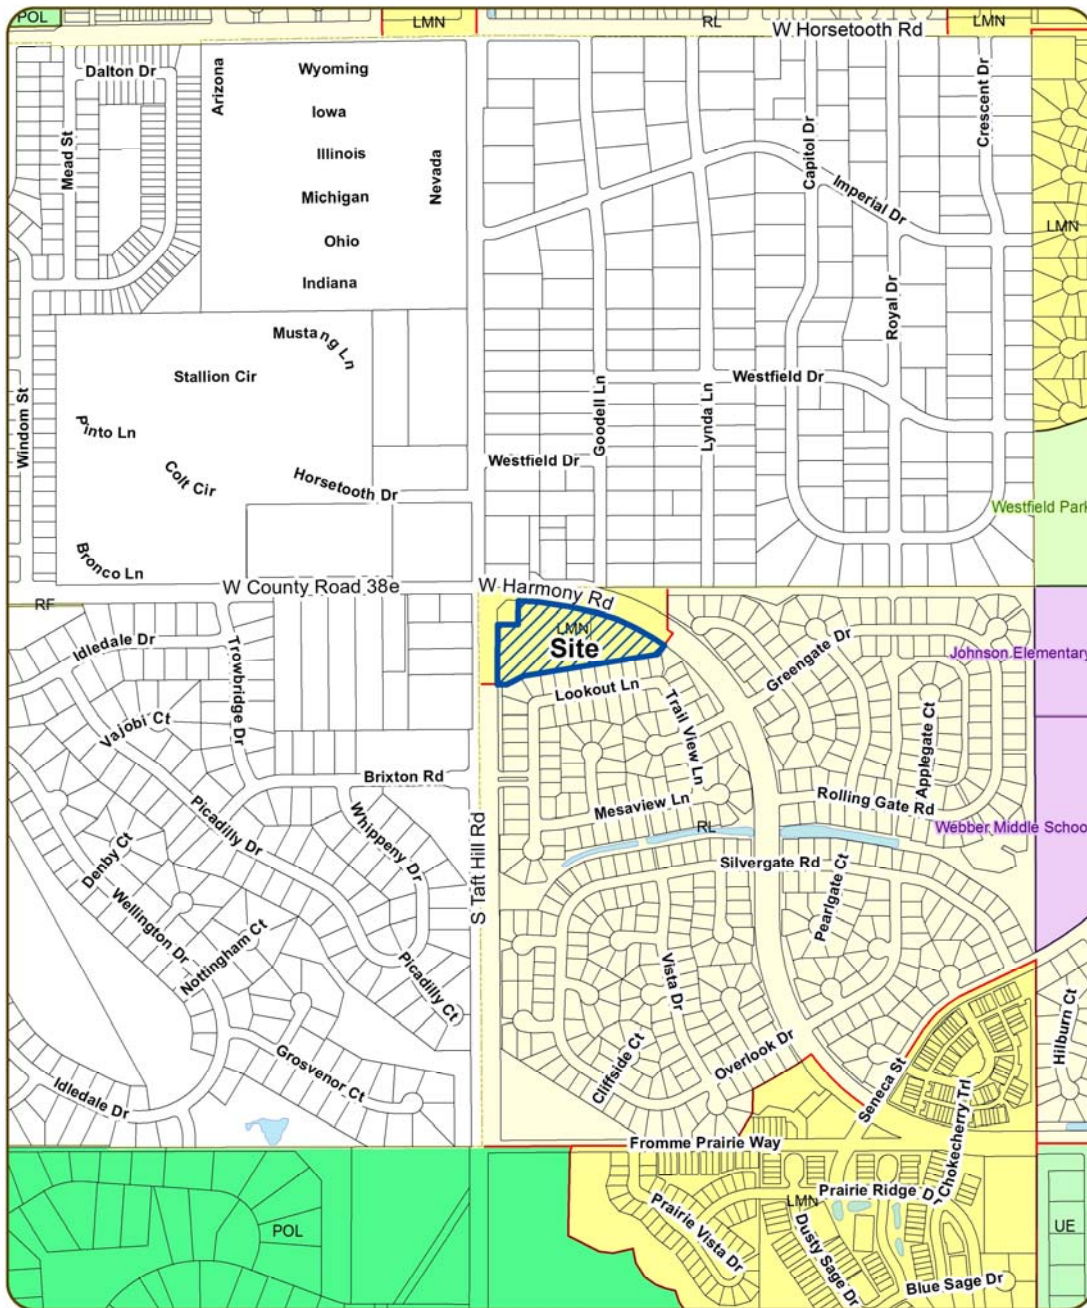 POL
LMN
RL
LMN
W Horsetooth Rd
Dalton Dr
Arizona
Wyoming
Iowa
Illinois
Michigan
Ohio
Indiana
Nevada
Mead St
Capitol Dr
Crescent Dr
Imperial Dr
LMN
Royal Dr
Mustang Ln
Stallion Cir
Windom St
Pinto Ln
Colt Cir
Horsetooth Dr
Bronco Ln
Goodell Ln
Lynda Ln
Westfield Dr
Westfield Dr
Westfield Park
W County Road 38e
W Harmony Rd
RF
LMN
Site
Idledale Dr
Trowbridge Dr
Vajobi Ct
Lookout Ln
Trail View Ln
Greengate Dr
Johnson Elementary
Applegate Ct
Brixton Rd
Picadilly Dr
Whippeny Dr
Mesaview Ln
Rolling Gate Rd
RL
Webber Middle School
S Taft Hill Rd
Silvergate Rd
Pearlgate Ct
Denby Ct
Wellington Dr
Nottingham Ct
Picadilly Ct
Vista Dr
Cliffside Ct
Overlook Dr
Grosvenor Ct
Idledale Dr
Seneca St
Hilburn Ct
Chokecherry Trl
Fromme Prairie Way
Prairie Ridge Dr
LMN
Prairie Vista Dr
Dusty Sage Dr
Blue Sage Dr
POL
UE